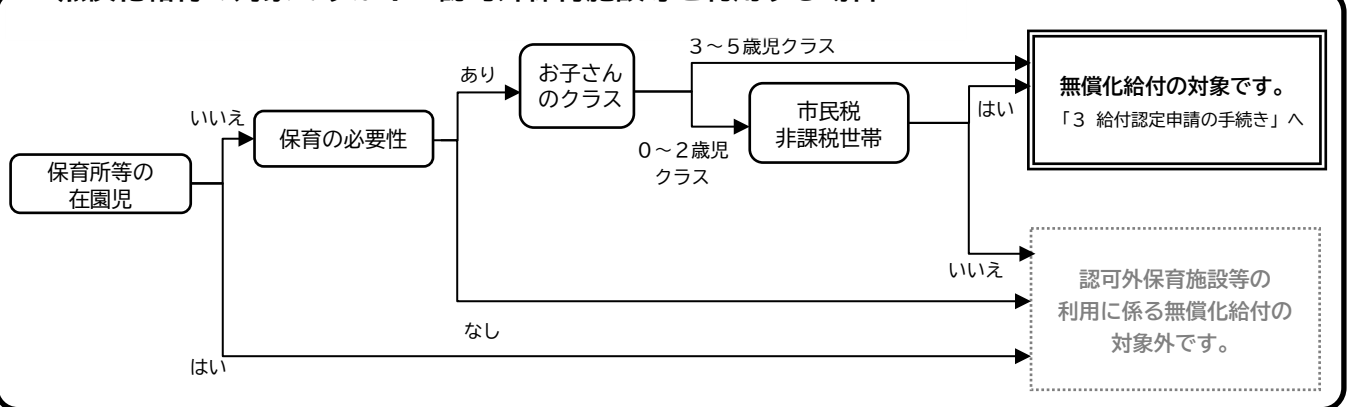 保育所等の
在園児
いいえ
はい
保育の必要性
あり
なし
お子さん
のクラス
3～5歳児クラス
0～2歳児
クラス
市民税
非課税世帯
はい
いいえ
無償化給付の対象です。
「3 給付認定申請の手続き」へ
認可外保育施設等の
利用に係る無償化給付の
対象外です。